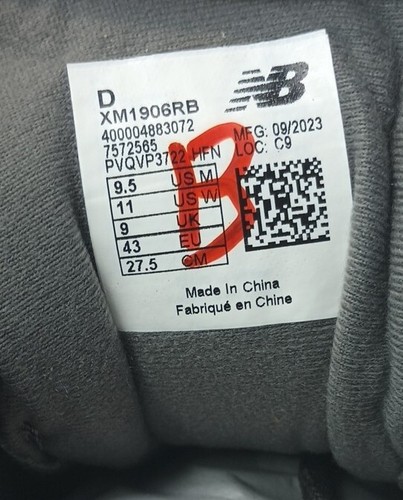 D
XM1906RB
400004883072
7572565
PVQVP3722 HFN
MFG: 09/2023
LOC: C9
NB
B
9.5 US M
11 US W
9 UK
43 EU
27.5 CM
Made In China
Fabriqué en Chine